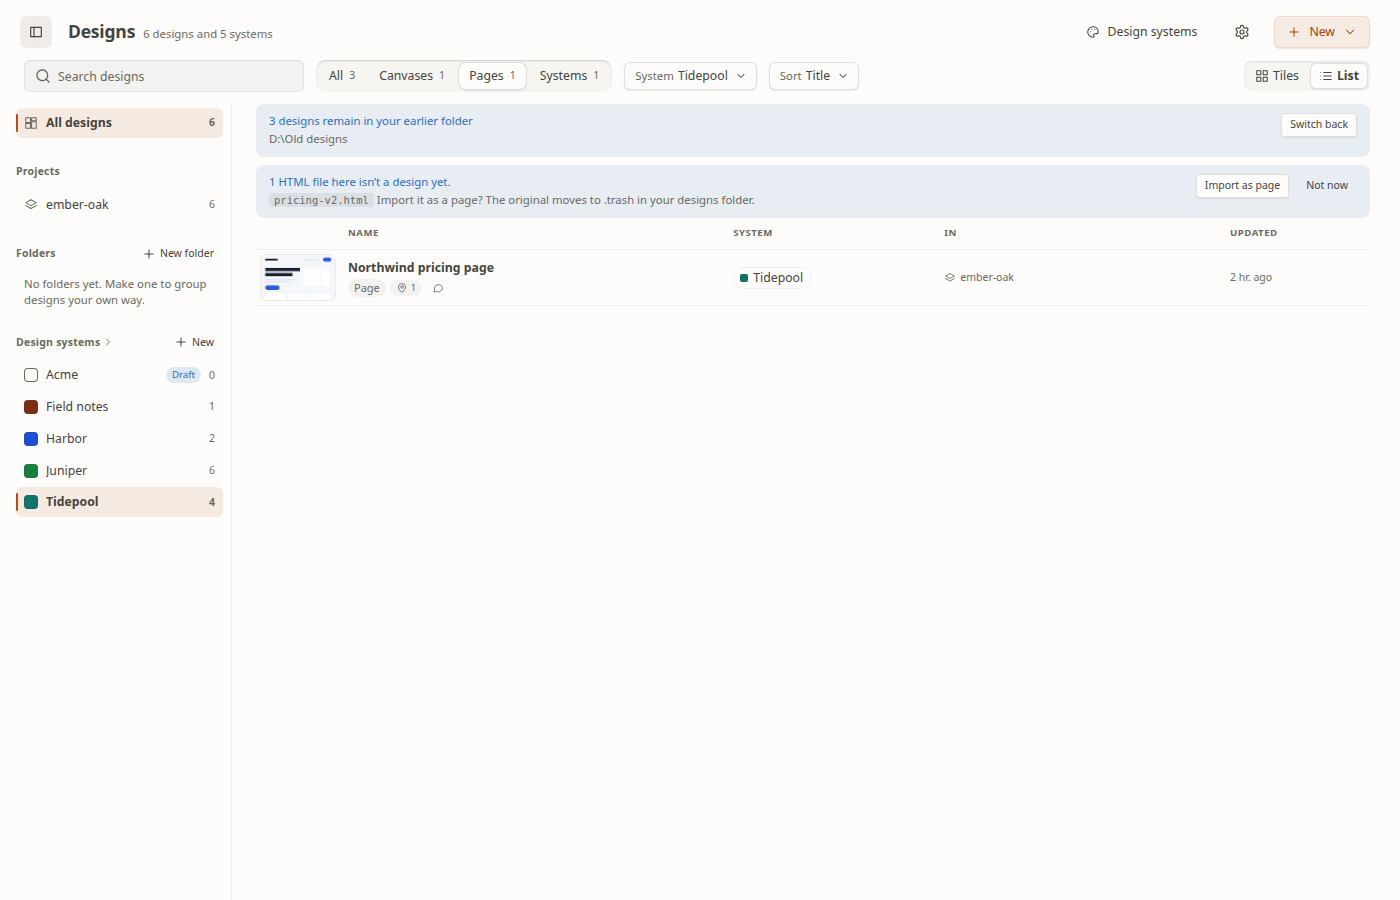 Designs 6 designs and 5 systems
Design systems
New
Search designs
All 3
Canvases 1
Pages 1
Systems 1
System Tidepool
Sort Title
Tiles
List
All designs 6
Projects
ember-oak 6
Folders
New folder
No folders yet. Make one to group
designs your own way.
Design systems
New
Acme Draft 0
Field notes 1
Harbor 2
Juniper 6
Tidepool 4
3 designs remain in your earlier folder
D:\Old designs
Switch back
1 HTML file here isn’t a design yet.
pricing-v2.html Import it as a page? The original moves to .trash in your designs folder.
Import as page
Not now
NAME SYSTEM IN UPDATED
Northwind pricing page
Page 1
Tidepool
ember-oak
2 hr. ago